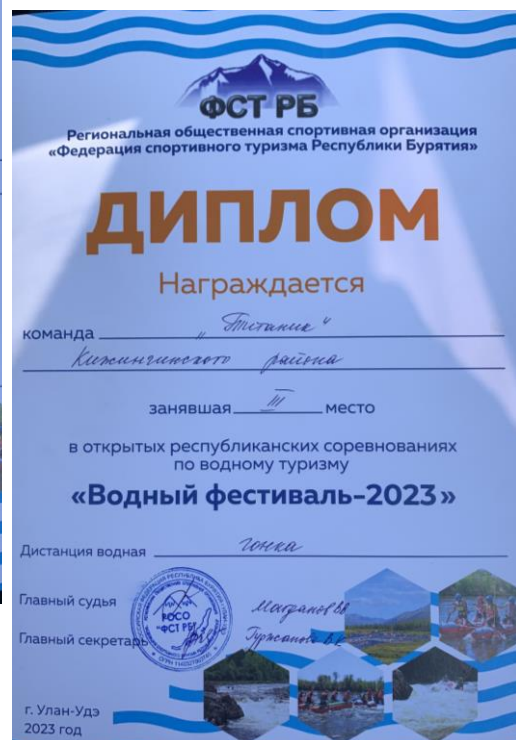 ФСТ РБ
Региональная общественная спортивная организация
«Федерация спортивного туризма Республики Бурятия»
ДИПЛОМ
Награждается
команда „Титаник“
Кижингинского района
занявшая III место
в открытых республиканских соревнованиях
по водному туризму
«Водный фестиваль-2023»
Дистанция водная гонка
Главный судья
Главный секретарь
РОСО
"ФСТ РБ"
г. Улан-Удэ
2023 год